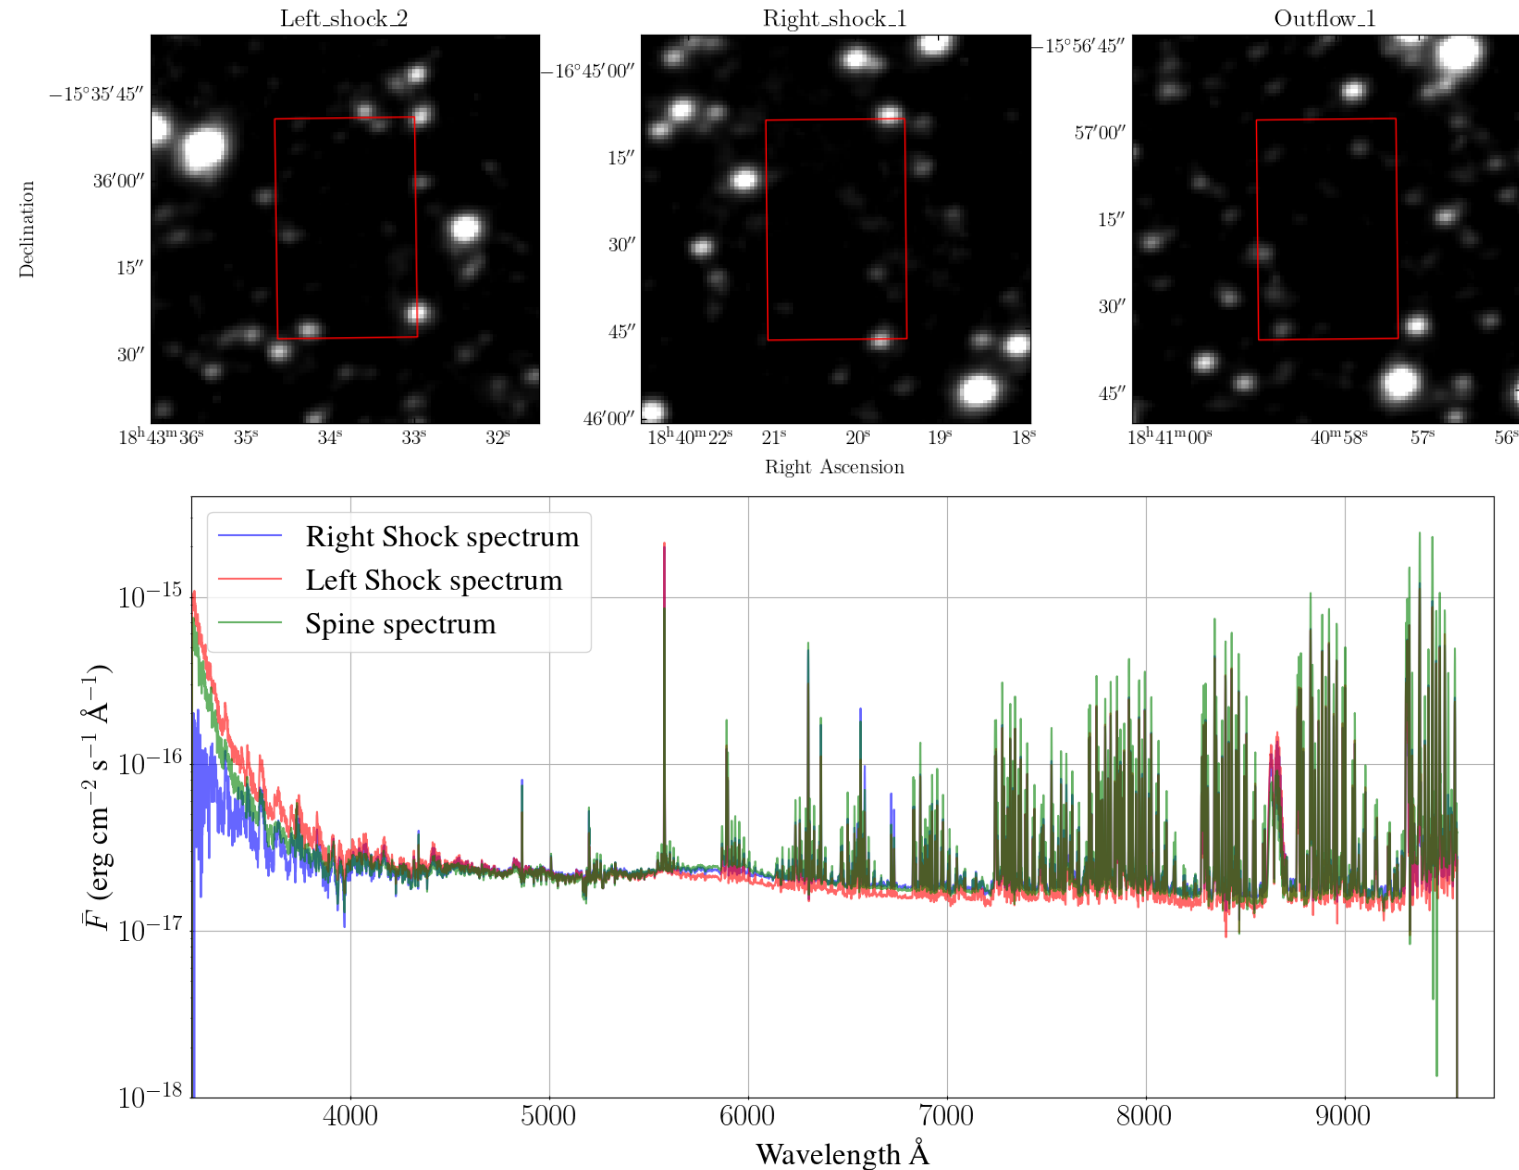 Left_shock_2 Right_shock_1 Outflow_1
−15°35′45″ 36′00″ 15″ 30″
−16°45′00″ 15″ 30″ 45″ 46′00″
−15°56′45″ 57′00″ 15″ 30″ 45″
Declination
18ʰ43ᵐ36ˢ 35ˢ 34ˢ 33ˢ 32ˢ
18ʰ40ᵐ22ˢ 21ˢ 20ˢ 19ˢ 18ˢ
18ʰ41ᵐ00ˢ 40ᵐ58ˢ 57ˢ 56ˢ
Right Ascension
Right Shock spectrum
Left Shock spectrum
Spine spectrum
10⁻¹⁵
10⁻¹⁶
10⁻¹⁷
10⁻¹⁸
F̄ (erg cm⁻² s⁻¹ Å⁻¹)
4000 5000 6000 7000 8000 9000
Wavelength Å